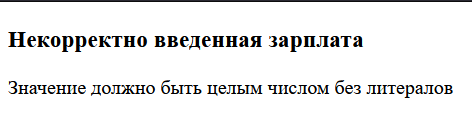 Некорректно введенная зарплата
Значение должно быть целым числом без литералов